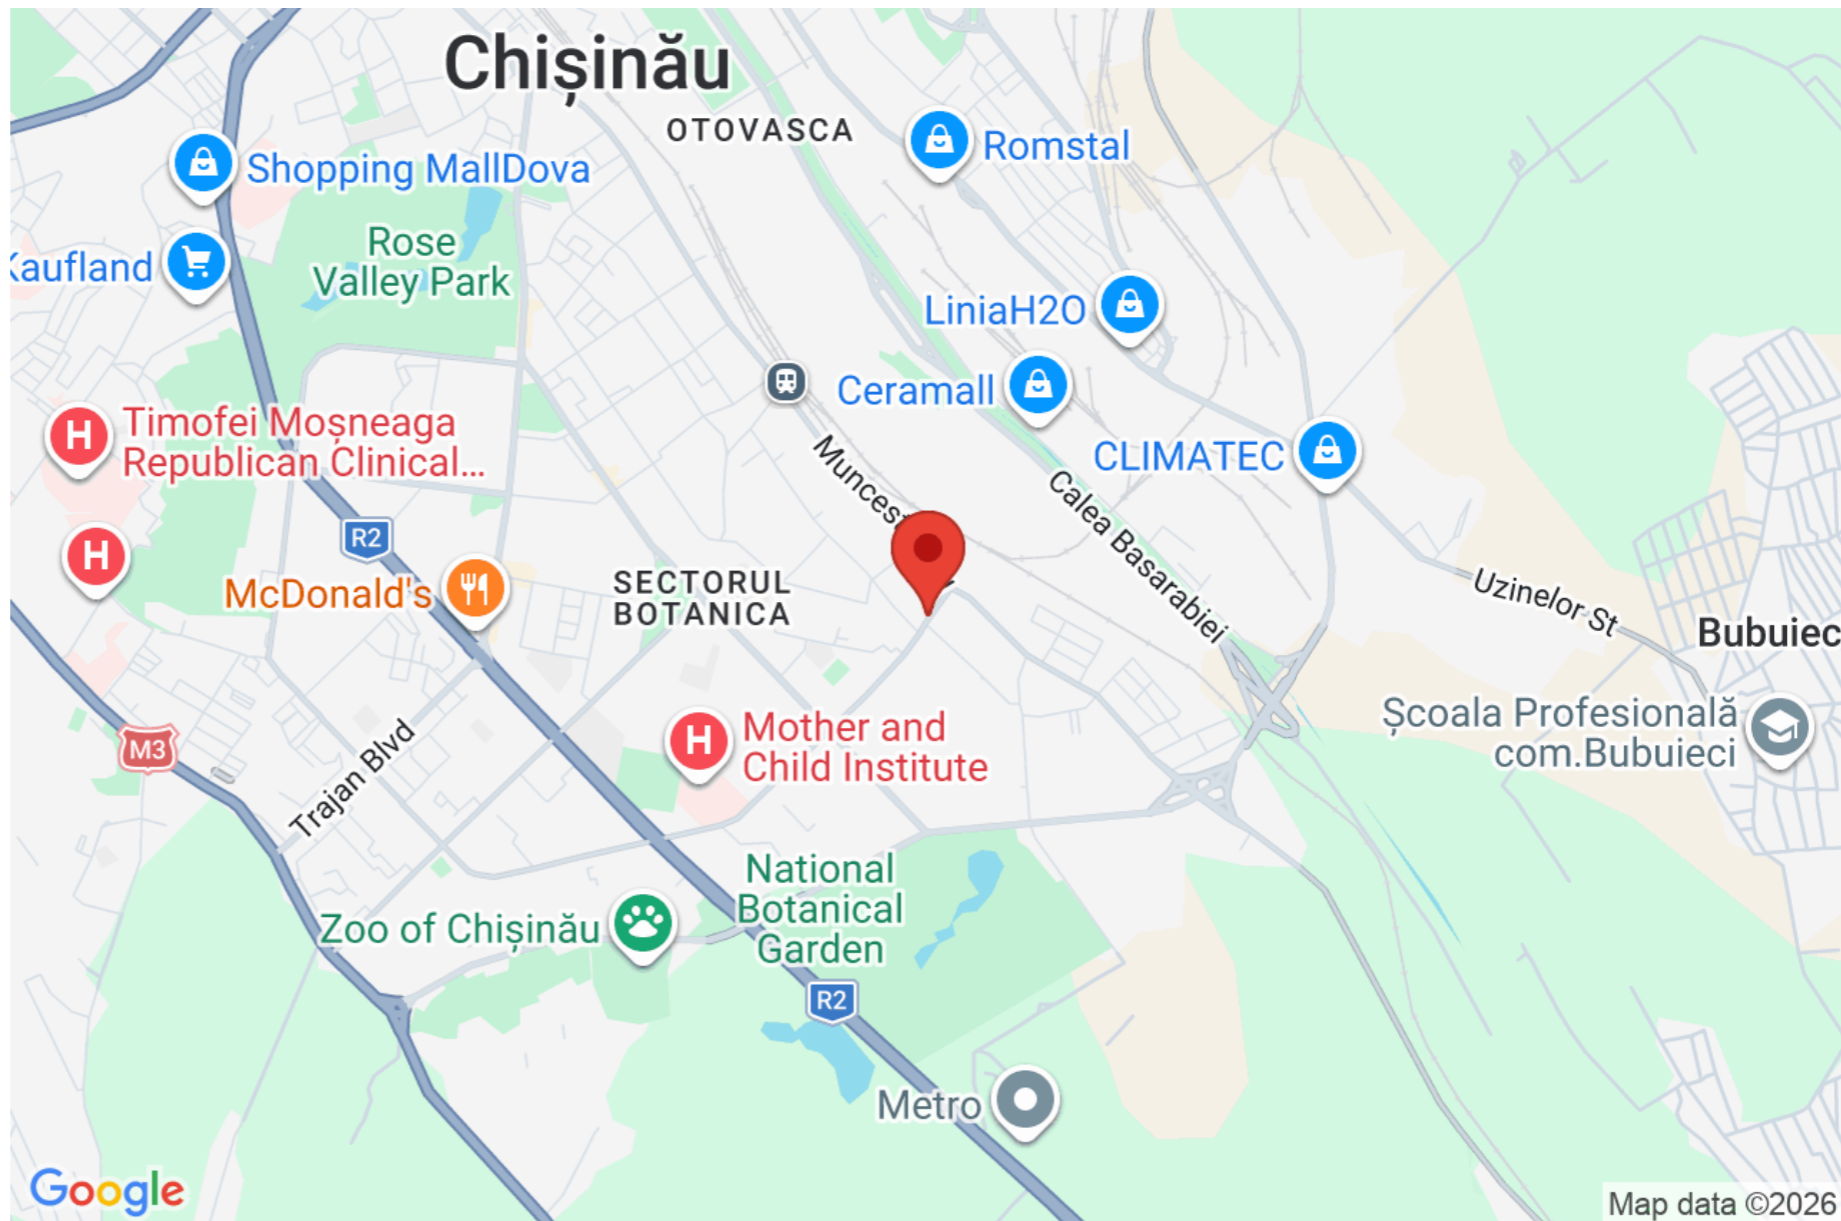 Chișinău
OTOVASCA
Romstal
Shopping MallDova
Rose
Valley Park
Kaufland
LiniaH2O
Ceramall
CLIMATEC
Timofei Moșneaga
Republican Clinical...
H
H
Muncest
Calea Basarabiei
R2
McDonald's
SECTORUL
BOTANICA
Uzinelor St
Bubuiec
Școala Profesională
com.Bubuieci
H
Mother and
Child Institute
M3
Trajan Blvd
National
Botanical
Garden
Zoo of Chișinău
R2
Metro
Google
Map data ©2026